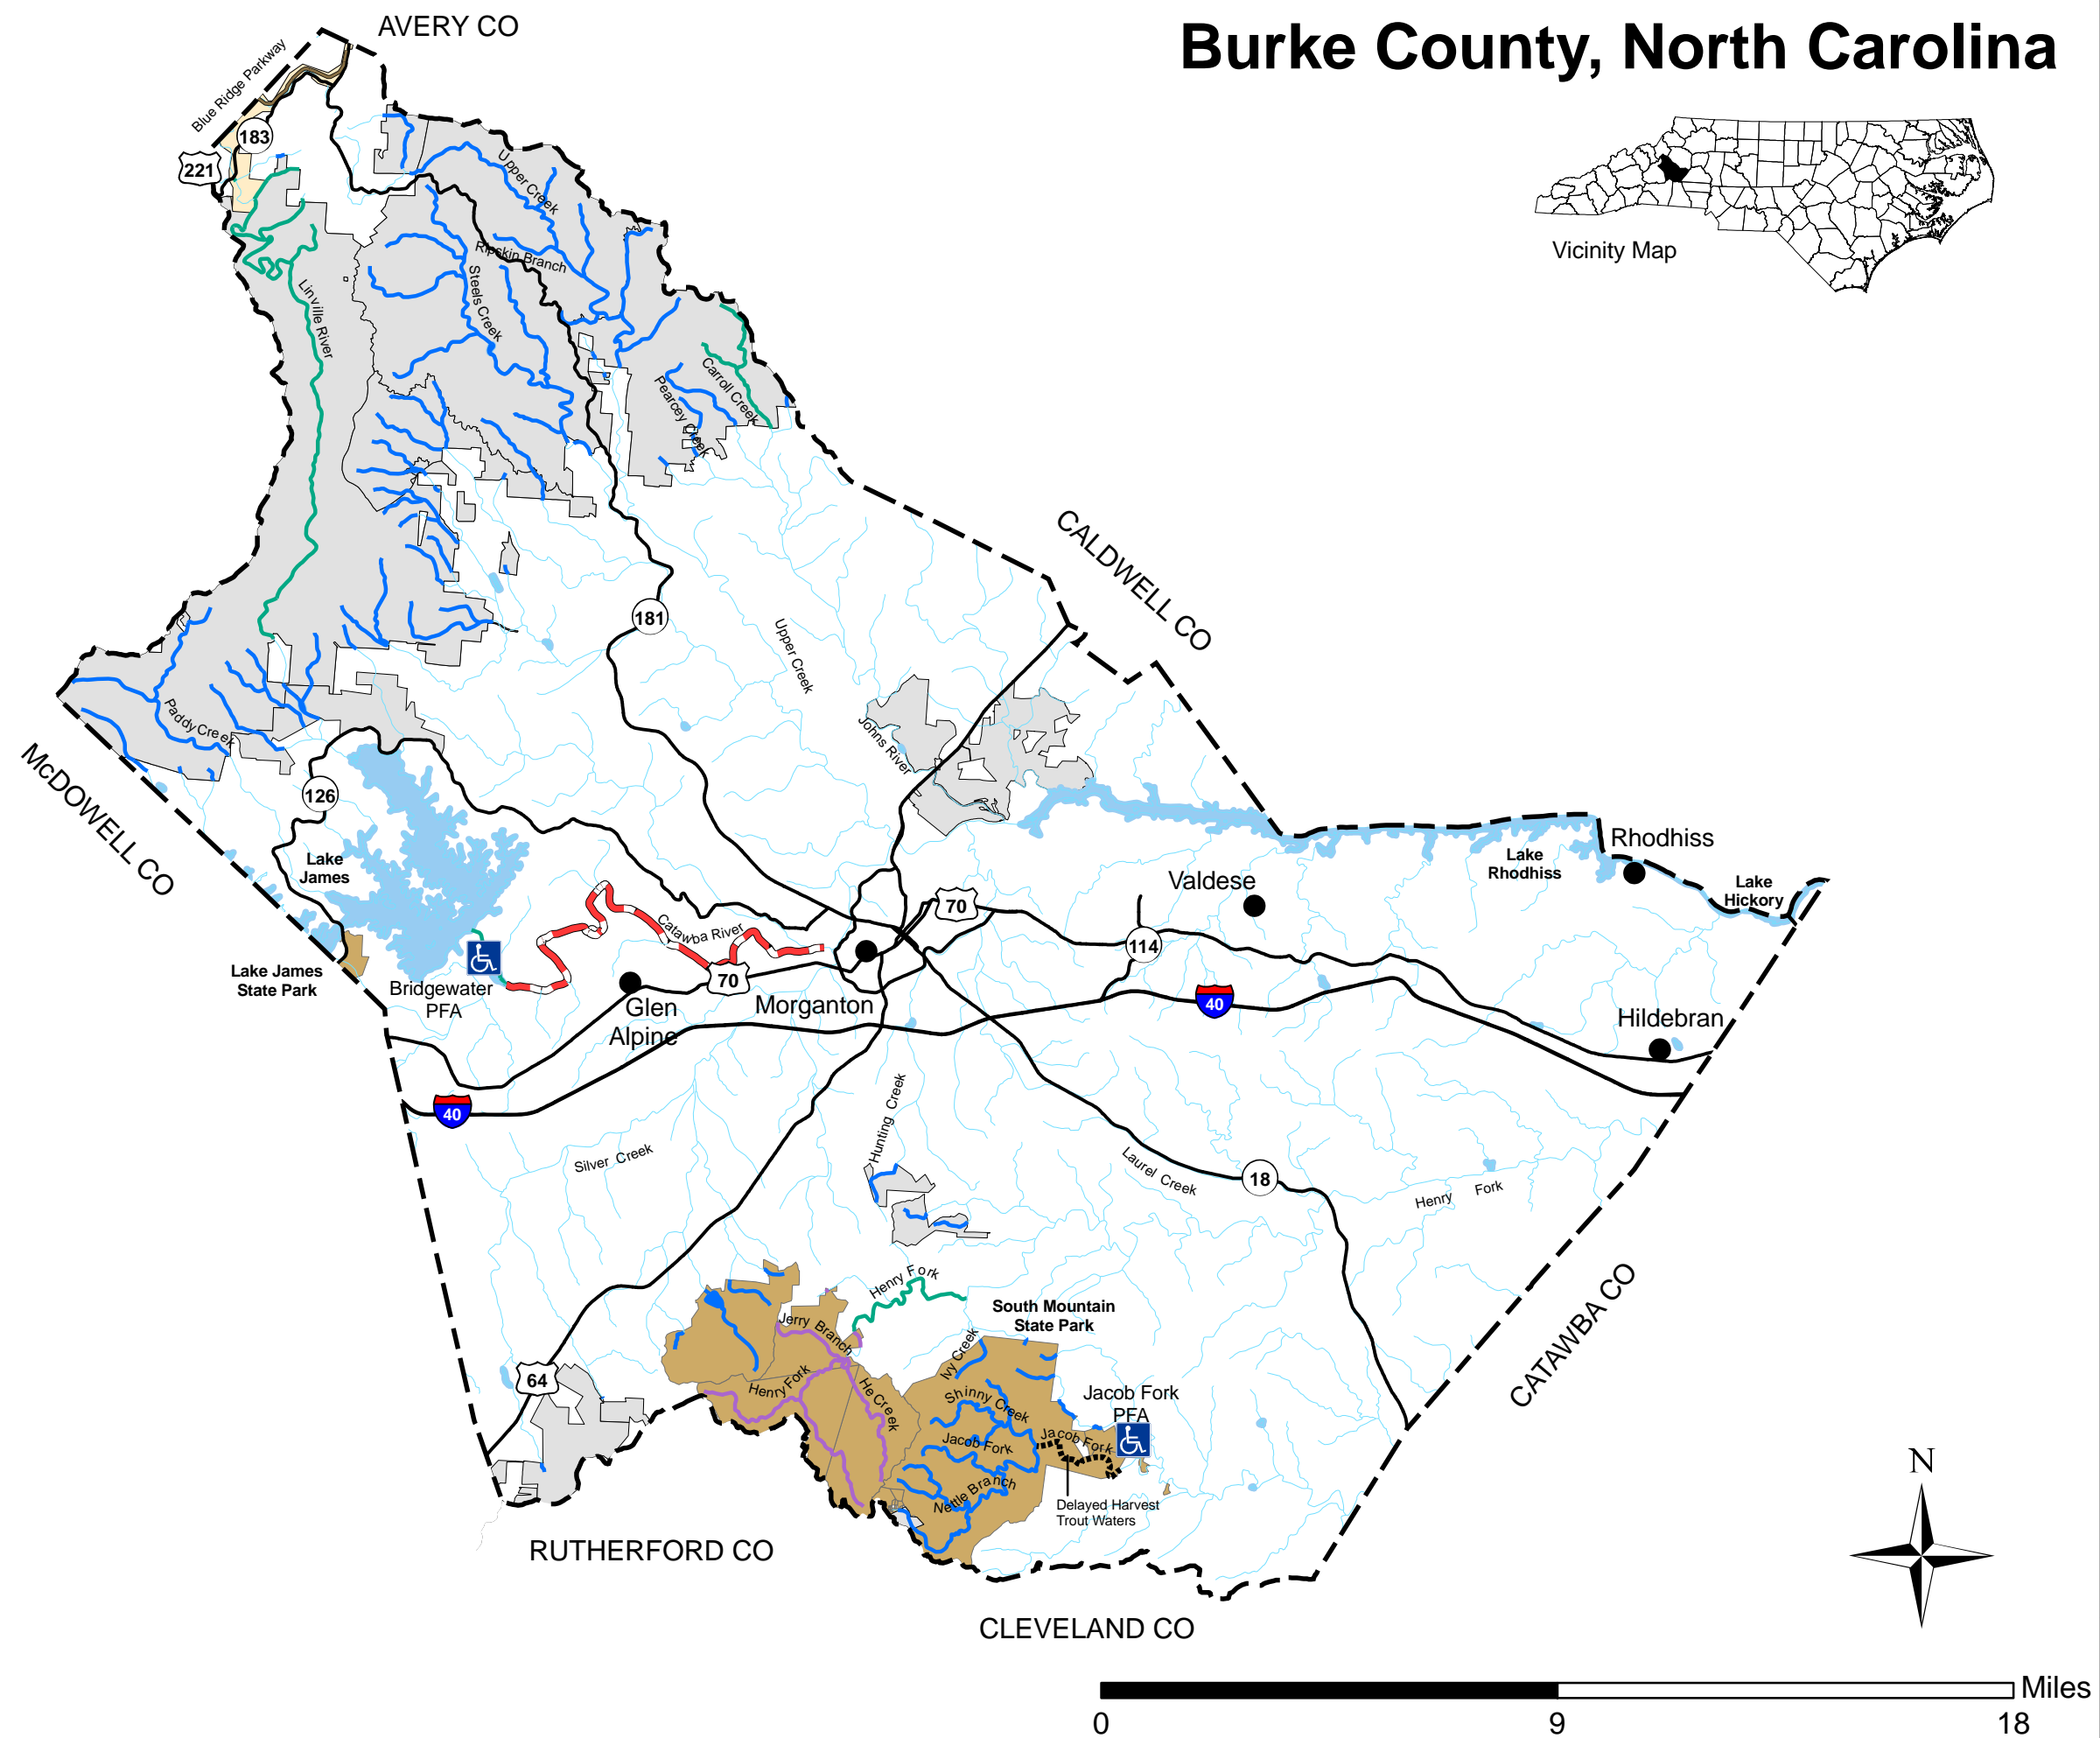 Burke County, North Carolina
AVERY CO
Blue Ridge Parkway
183
221
Vicinity Map
Upper Creek
Ripskin Branch
Steels Creek
Linville River
Carroll Creek
Pearcey Creek
CALDWELL CO
181
Upper Creek
Johns River
Paddy Creek
McDOWELL CO
126
Lake
James
Lake
Rhodhiss
Rhodhiss
Valdese
Lake
Hickory
70
Catawba River
114
Lake James
State Park
Bridgewater
PFA
70
Glen
Alpine
Morganton
40
Hildebran
40
Hunting Creek
Silver Creek
Laurel Creek
18
Henry Fork
Henry Fork
South Mountain
State Park
CATAWBA CO
Jerry Branch
Ivy Creek
64
Henry Fork
He Creek
Shinny Creek
Jacob Fork
PFA
Jacob Fork
Jacob Fork
Nettle Branch
Delayed Harvest
Trout Waters
N
RUTHERFORD CO
CLEVELAND CO
Miles
0 9 18